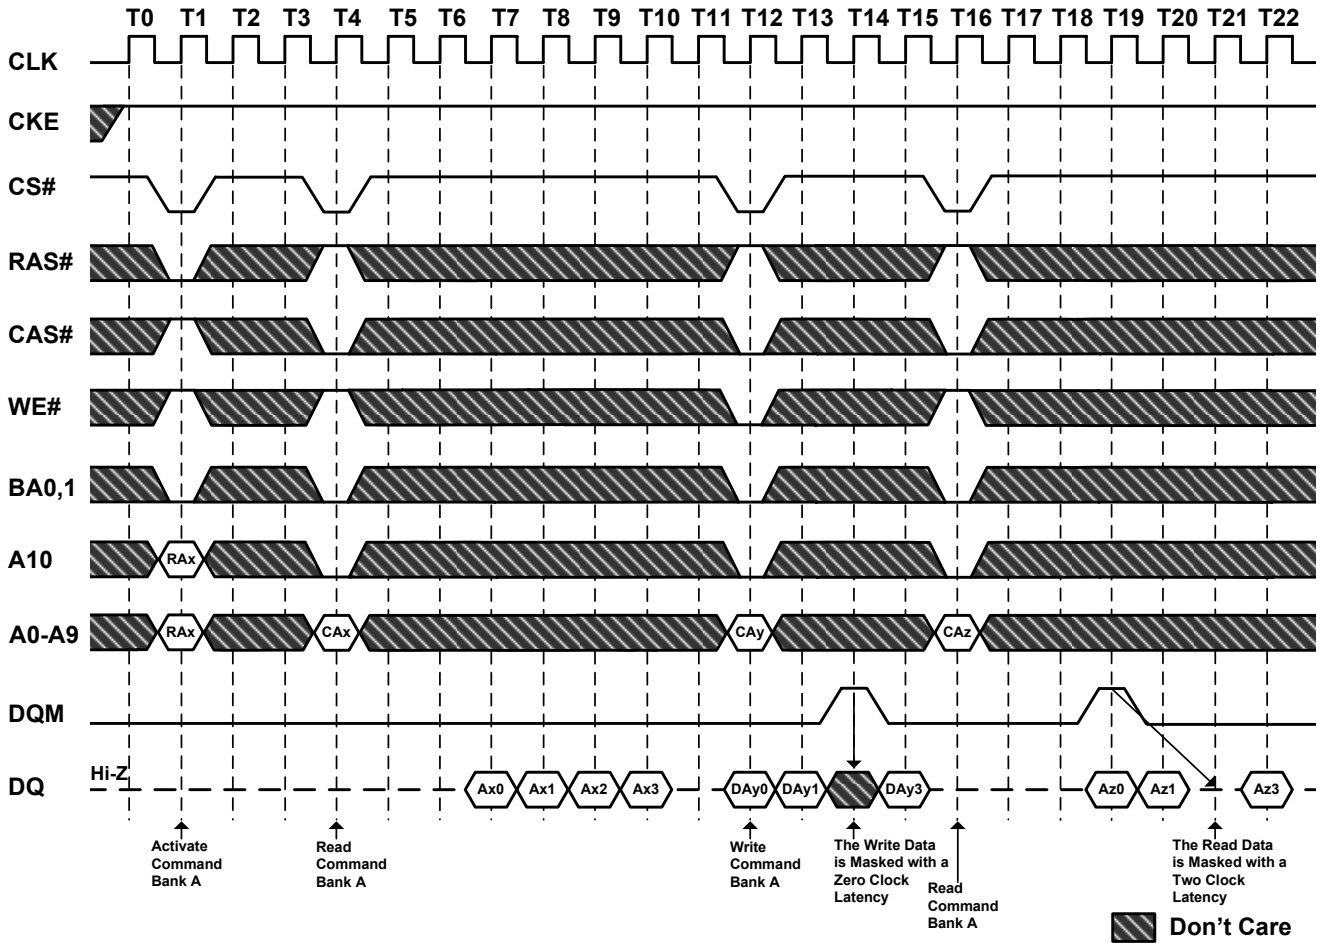 T0 T1 T2 T3 T4 T5 T6 T7 T8 T9 T10 T11 T12 T13 T14 T15 T16 T17 T18 T19 T20 T21 T22
CLK
CKE
CS#
RAS#
CAS#
WE#
BA0,1
A10 RAx
A0-A9 RAx CAx CAy CAz
DQM
Hi-Z
DQ Ax0 Ax1 Ax2 Ax3 DAy0 DAy1 DAy3 Az0 Az1 Az3
Activate
Command
Bank A
Read
Command
Bank A
Write
Command
Bank A
The Write Data
is Masked with a
Zero Clock
Latency
Read
Command
Bank A
The Read Data
is Masked with a
Two Clock
Latency
Don't Care